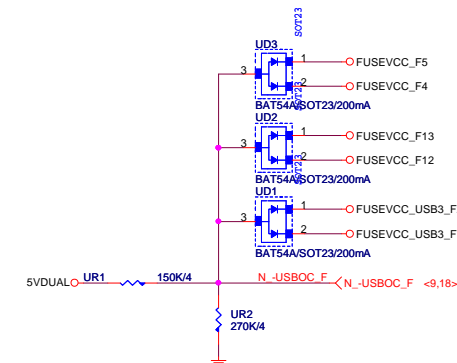 SOT23
UD3
1
3
FUSEVCC_F5
2
FUSEVCC_F4
BAT54A/SOT23/200mA
SOT23
UD2
1
3
FUSEVCC_F13
2
FUSEVCC_F12
BAT54A/SOT23/200mA
SOT23
UD1
1
3
FUSEVCC_USB3_F
2
FUSEVCC_USB3_F
BAT54A/SOT23/200mA
5VDUAL
UR1
150K/4
N_-USBOC_F
N_-USBOC_F <9,18>
UR2
270K/4